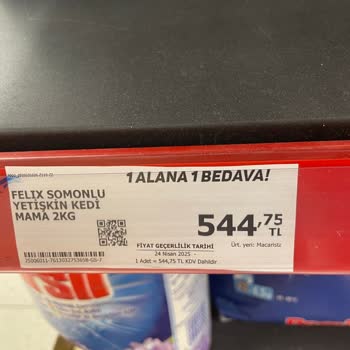 1 ALANA 1 BEDAVA!
FELIX SOMONLU
YETİŞKİN KEDİ
MAMA 2KG
544,75
TL
FİYAT GEÇERLİLİK TARİHİ
24 Nisan 2025 -
1 Adet = 544,75 TL KDV Dahildir
Ürt. yeri: Macaristz